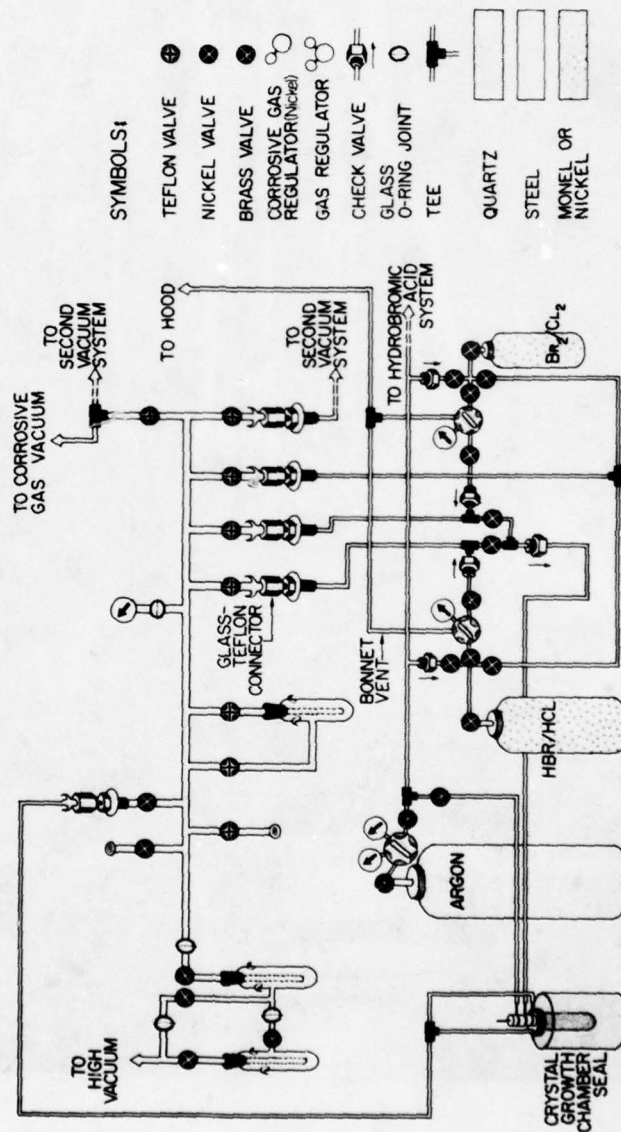 TO CORROSIVE
GAS VACUUM
TO
SECOND
VACUUM
SYSTEM
TO HOOD
TO
HIGH
VACUUM
GLASS-
TEFLON
CONNECTOR
TO
SECOND
VACUUM
SYSTEM
BONNET
VENT
TO HYDROBROMIC
ACID
SYSTEM
ARGON
HBR/HCL
BR2/CL2
CRYSTAL
GROWTH
CHAMBER
SEAL
SYMBOLS:
TEFLON VALVE
NICKEL VALVE
BRASS VALVE
CORROSIVE GAS
REGULATOR(Nickel)
GAS REGULATOR
CHECK VALVE
GLASS
O-RING JOINT
TEE
QUARTZ
STEEL
MONEL OR
NICKEL